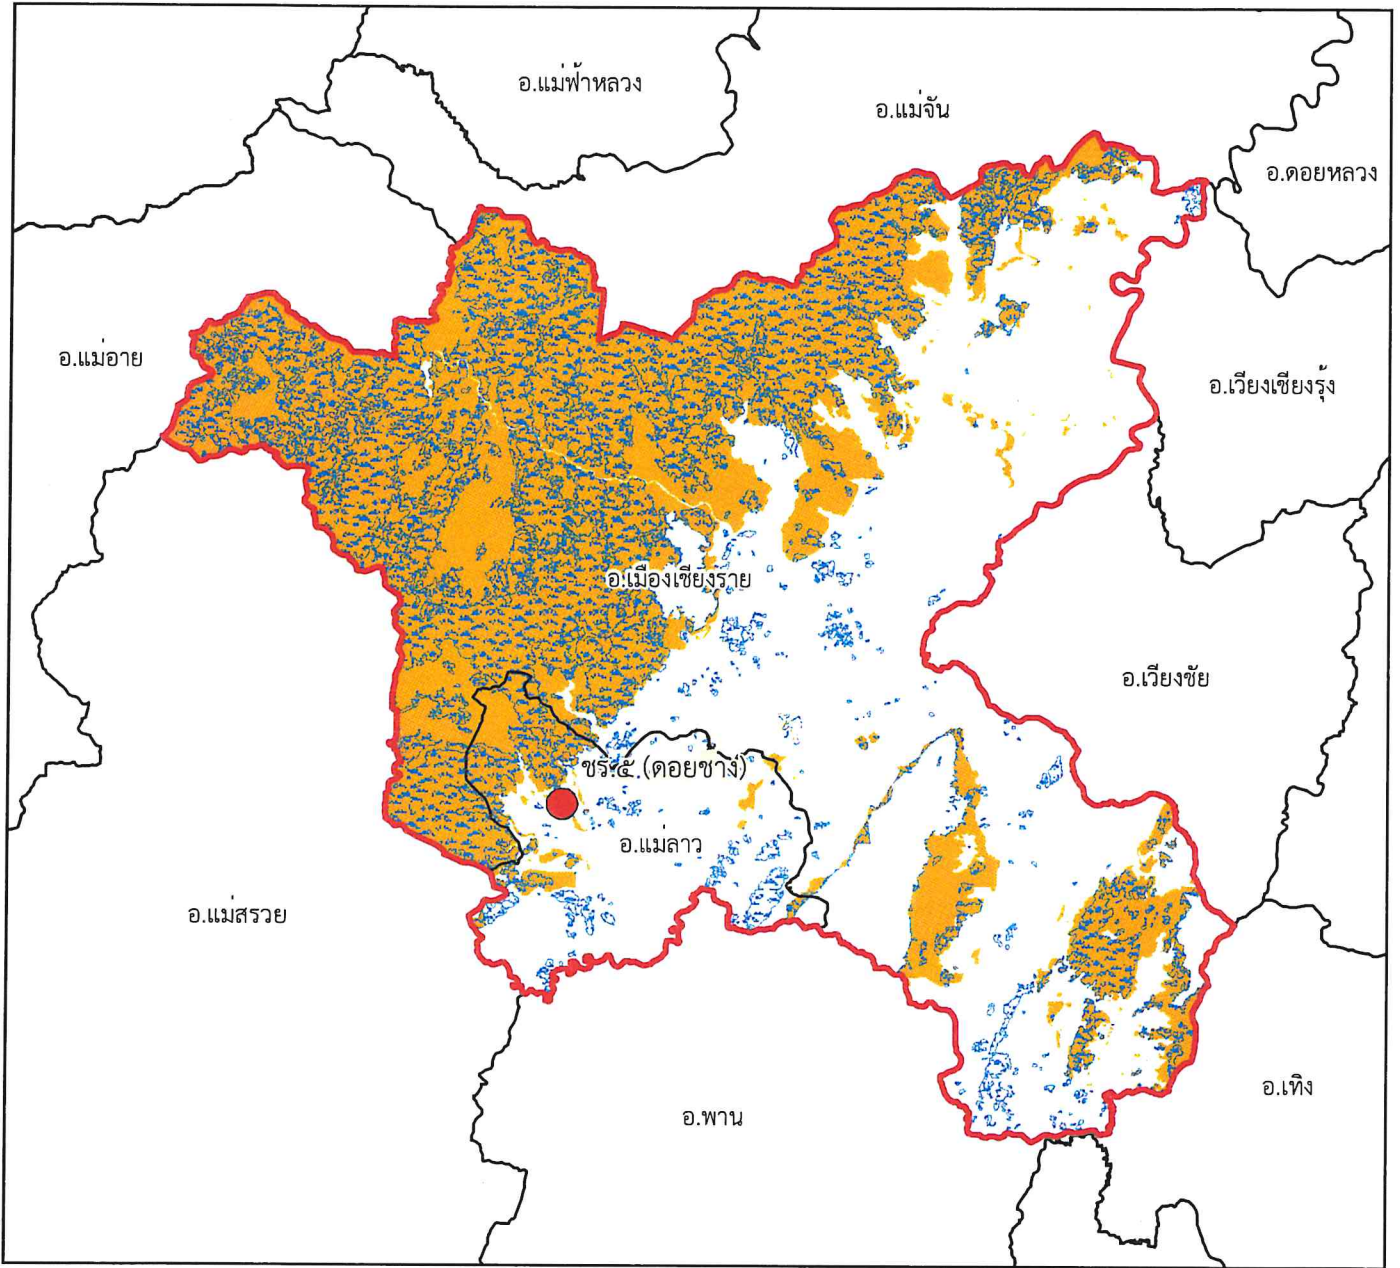 อ.แม่ฟ้าหลวง
อ.แม่จัน
อ.ดอยหลวง
อ.แม่อาย
อ.เวียงเชียงรุ้ง
อ.เมืองเชียงราย
อ.เวียงชัย
ชร.๕ (ดอยช้าง)
อ.แม่ลาว
อ.แม่สรวย
อ.เทิง
อ.พาน